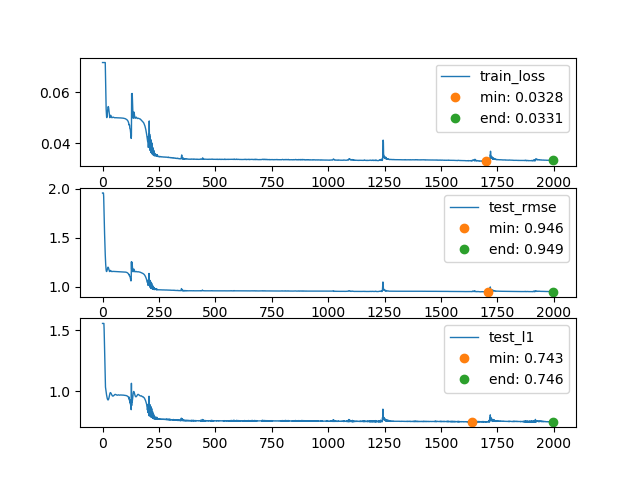 0.06
0.04
train_loss
min: 0.0328
end: 0.0331
0 250 500 750 1000 1250 1500 1750 2000
2.0
1.5
1.0
test_rmse
min: 0.946
end: 0.949
0 250 500 750 1000 1250 1500 1750 2000
1.5
1.0
test_l1
min: 0.743
end: 0.746
0 250 500 750 1000 1250 1500 1750 2000